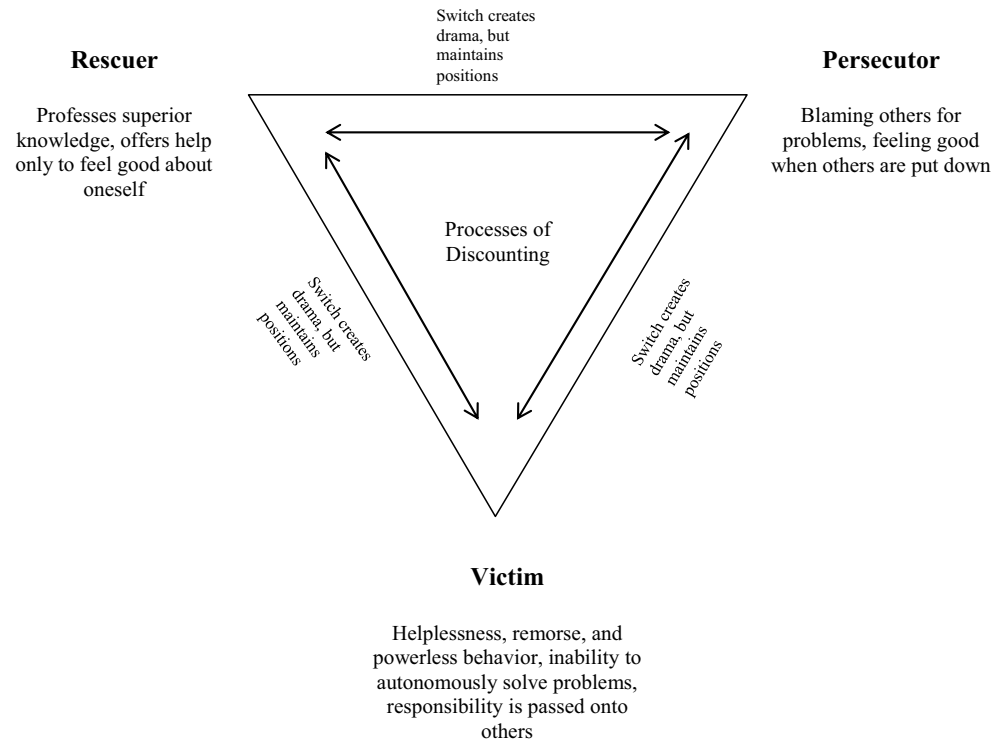 Switch creates
drama, but
maintains
positions
Rescuer
Persecutor
Professes superior
knowledge, offers help
only to feel good about
oneself
Blaming others for
problems, feeling good
when others are put down
Processes of
Discounting
Switch creates
drama, but
maintains
positions
Switch creates
drama, but
maintains
positions
Victim
Helplessness, remorse, and
powerless behavior, inability to
autonomously solve problems,
responsibility is passed onto
others